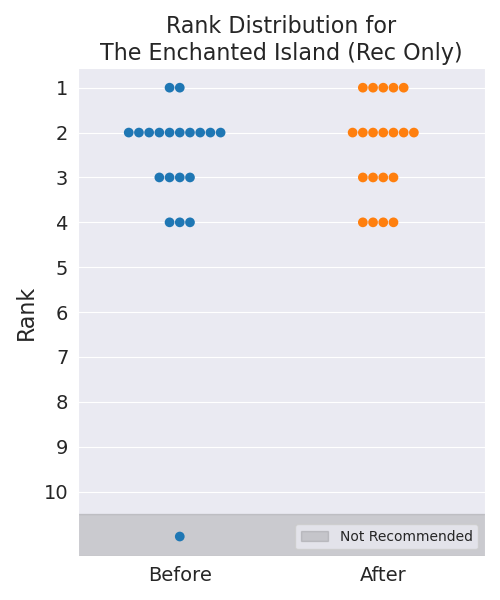 Rank Distribution for
The Enchanted Island (Rec Only)
Rank
1
2
3
4
5
6
7
8
9
10
Not Recommended
Before
After